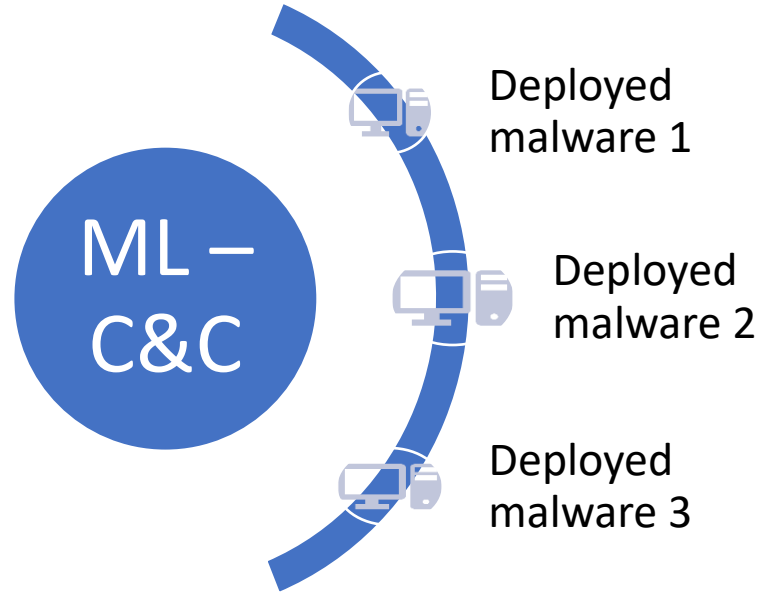 ML –
C&C
Deployed
malware 1
Deployed
malware 2
Deployed
malware 3